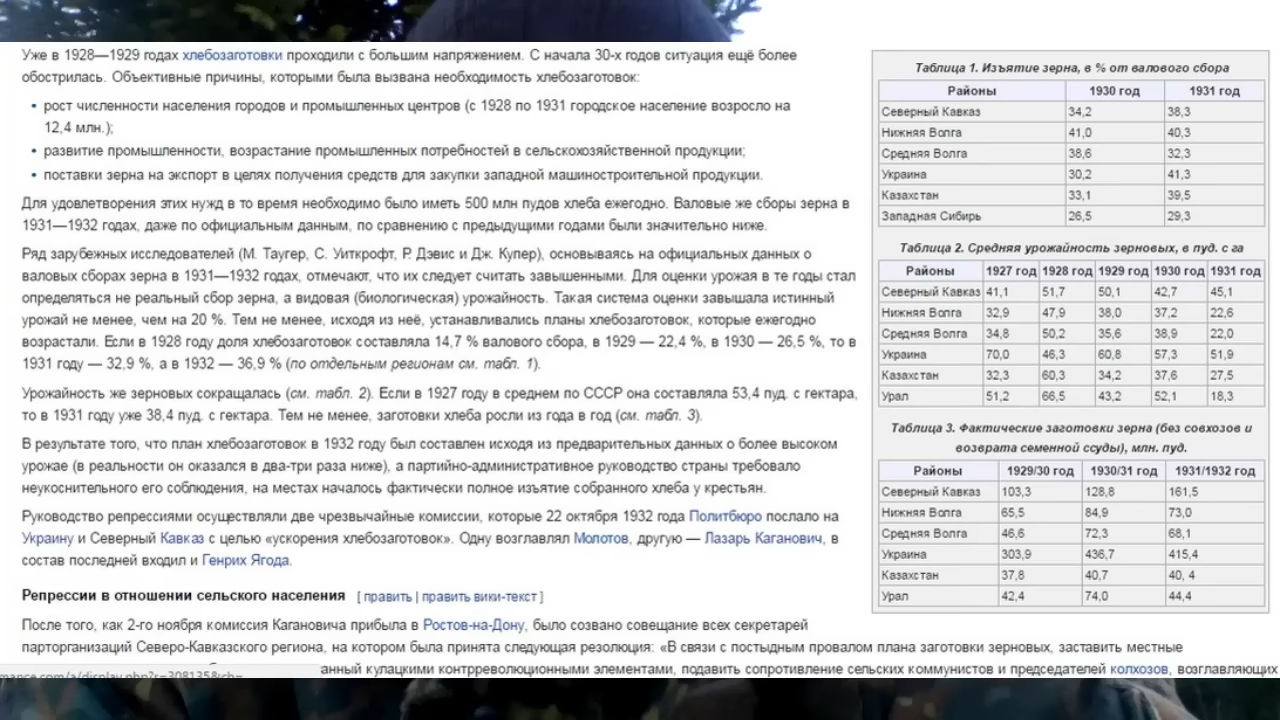 Уже в 1928—1929 годах хлебозаготовки проходили с большим напряжением. С начала 30-х годов ситуация ещё более
обострилась. Объективные причины, которыми была вызвана необходимость хлебозаготовок:
• рост численности населения городов и промышленных центров (с 1928 по 1931 городское население возросло на
12,4 млн.);
• развитие промышленности, возрастание промышленных потребностей в сельскохозяйственной продукции;
• поставки зерна на экспорт в целях получения средств для закупки западной машиностроительной продукции.
Для удовлетворения этих нужд в то время необходимо было иметь 500 млн пудов хлеба ежегодно. Валовые же сборы зерна в
1931—1932 годах, даже по официальным данным, по сравнению с предыдущими годами были значительно ниже.
Ряд зарубежных исследователей (М. Таугер, С. Уиткрофт, Р. Дэвис и Дж. Купер), основываясь на официальных данных о
валовых сборах зерна в 1931—1932 годах, отмечают, что их следует считать завышенными. Для оценки урожая в те годы стал
определяться не реальный сбор зерна, а видовая (биологическая) урожайность. Такая система оценки завышала истинный
урожай не менее, чем на 20 %. Тем не менее, исходя из неё, устанавливались планы хлебозаготовок, которые ежегодно
возрастали. Если в 1928 году доля хлебозаготовок составляла 14,7 % валового сбора, в 1929 — 22,4 %, в 1930 — 26,5 %, то в
1931 году — 32,9 %, а в 1932 — 36,9 % (по отдельным регионам см. табл. 1).
Урожайность же зерновых сокращалась (см. табл. 2). Если в 1927 году в среднем по СССР она составляла 53,4 пуд. с гектара,
то в 1931 году уже 38,4 пуд. с гектара. Тем не менее, заготовки хлеба росли из года в год (см. табл. 3).
В результате того, что план хлебозаготовок в 1932 году был составлен исходя из предварительных данных о более высоком
урожае (в реальности он оказался в два-три раза ниже), а партийно-административное руководство страны требовало
неукоснительного его соблюдения, на местах началось фактически полное изъятие собранного хлеба у крестьян.
Руководство репрессиями осуществляли две чрезвычайные комиссии, которые 22 октября 1932 года Политбюро послало на
Украину и Северный Кавказ с целью «ускорения хлебозаготовок». Одну возглавлял Молотов, другую — Лазарь Каганович, в
состав последней входил и Генрих Ягода.
Репрессии в отношении сельского населения [ править | править вики-текст ]
После того, как 2-го ноября комиссия Кагановича прибыла в Ростов-на-Дону, было созвано совещание всех секретарей
парторганизаций Северо-Кавказского региона, на котором была принята следующая резолюция: «В связи с постыдным провалом плана заготовки зерновых, заставить местные
кулацкими контрреволюционными элементами, подавить сопротивление сельских коммунистов и председателей колхозов, возглавляющих
Таблица 1. Изъятие зерна, в % от валового сбора
Районы 1930 год 1931 год
Северный Кавказ 34,2 38,3
Нижняя Волга 41,0 40,3
Средняя Волга 38,6 32,3
Украина 30,2 41,3
Казахстан 33,1 39,5
Западная Сибирь 26,5 29,3
Таблица 2. Средняя урожайность зерновых, в пуд. с га
Районы 1927 год 1928 год 1929 год 1930 год 1931 год
Северный Кавказ 41,1 51,7 50,1 42,7 45,1
Нижняя Волга 32,9 47,9 38,0 37,2 22,6
Средняя Волга 34,8 50,2 35,6 38,9 22,0
Украина 70,0 46,3 60,8 57,3 51,9
Казахстан 32,3 60,3 34,2 37,6 27,5
Урал 51,2 66,5 43,2 52,1 18,3
Таблица 3. Фактические заготовки зерна (без совхозов и
возврата семенной ссуды), млн. пуд.
Районы 1929/30 год 1930/31 год 1931/1932 год
Северный Кавказ 103,3 128,8 161,5
Нижняя Волга 65,5 84,9 73,0
Средняя Волга 46,6 72,3 68,1
Украина 303,9 436,7 415,4
Казахстан 37,8 40,7 40, 4
Урал 42,4 74,0 44,4